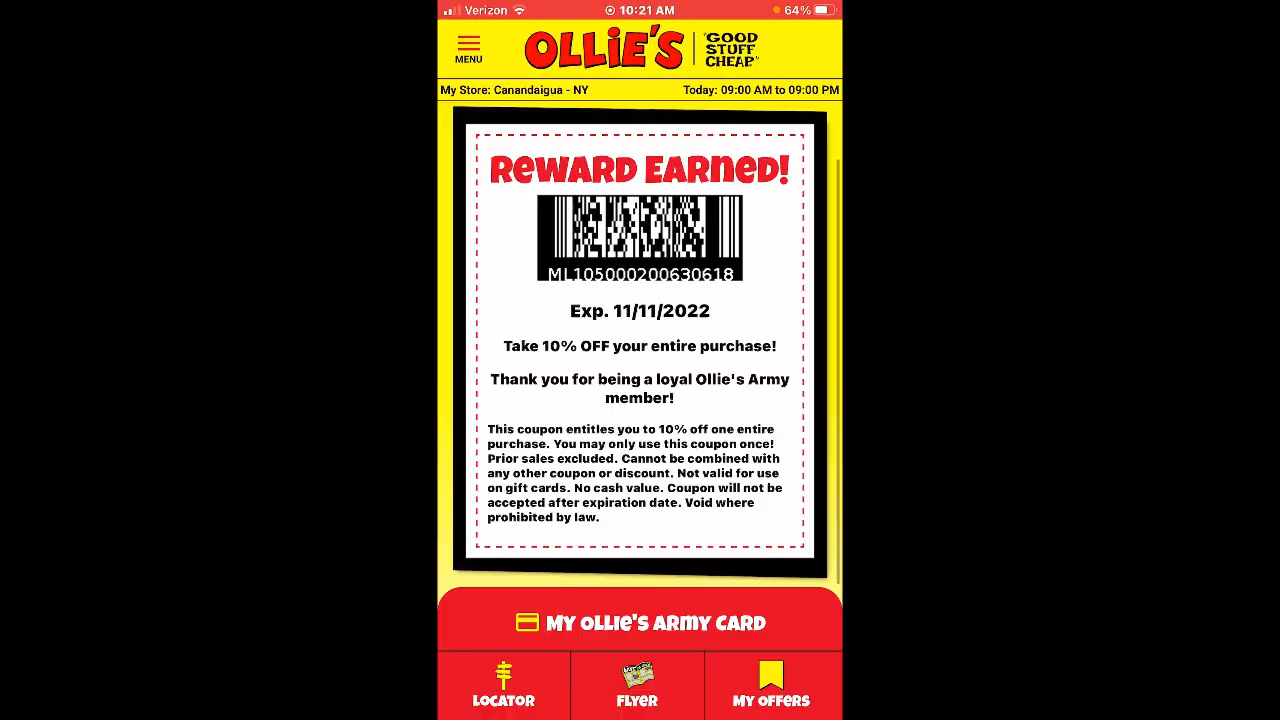 Verizon 10:21 AM 64%
MENU
OLLIE'S "GOOD
STUFF
CHEAP"
My Store: Canandaigua - NY Today: 09:00 AM to 09:00 PM
REWARD EARNED!
ML105000200630618
Exp. 11/11/2022
Take 10% OFF your entire purchase!
Thank you for being a loyal Ollie's Army
member!
This coupon entitles you to 10% off one entire
purchase. You may only use this coupon once!
Prior sales excluded. Cannot be combined with
any other coupon or discount. Not valid for use
on gift cards. No cash value. Coupon will not be
accepted after expiration date. Void where
prohibited by law.
MY OLLIE'S ARMY CARD
LOCATOR FLYER MY OFFERS